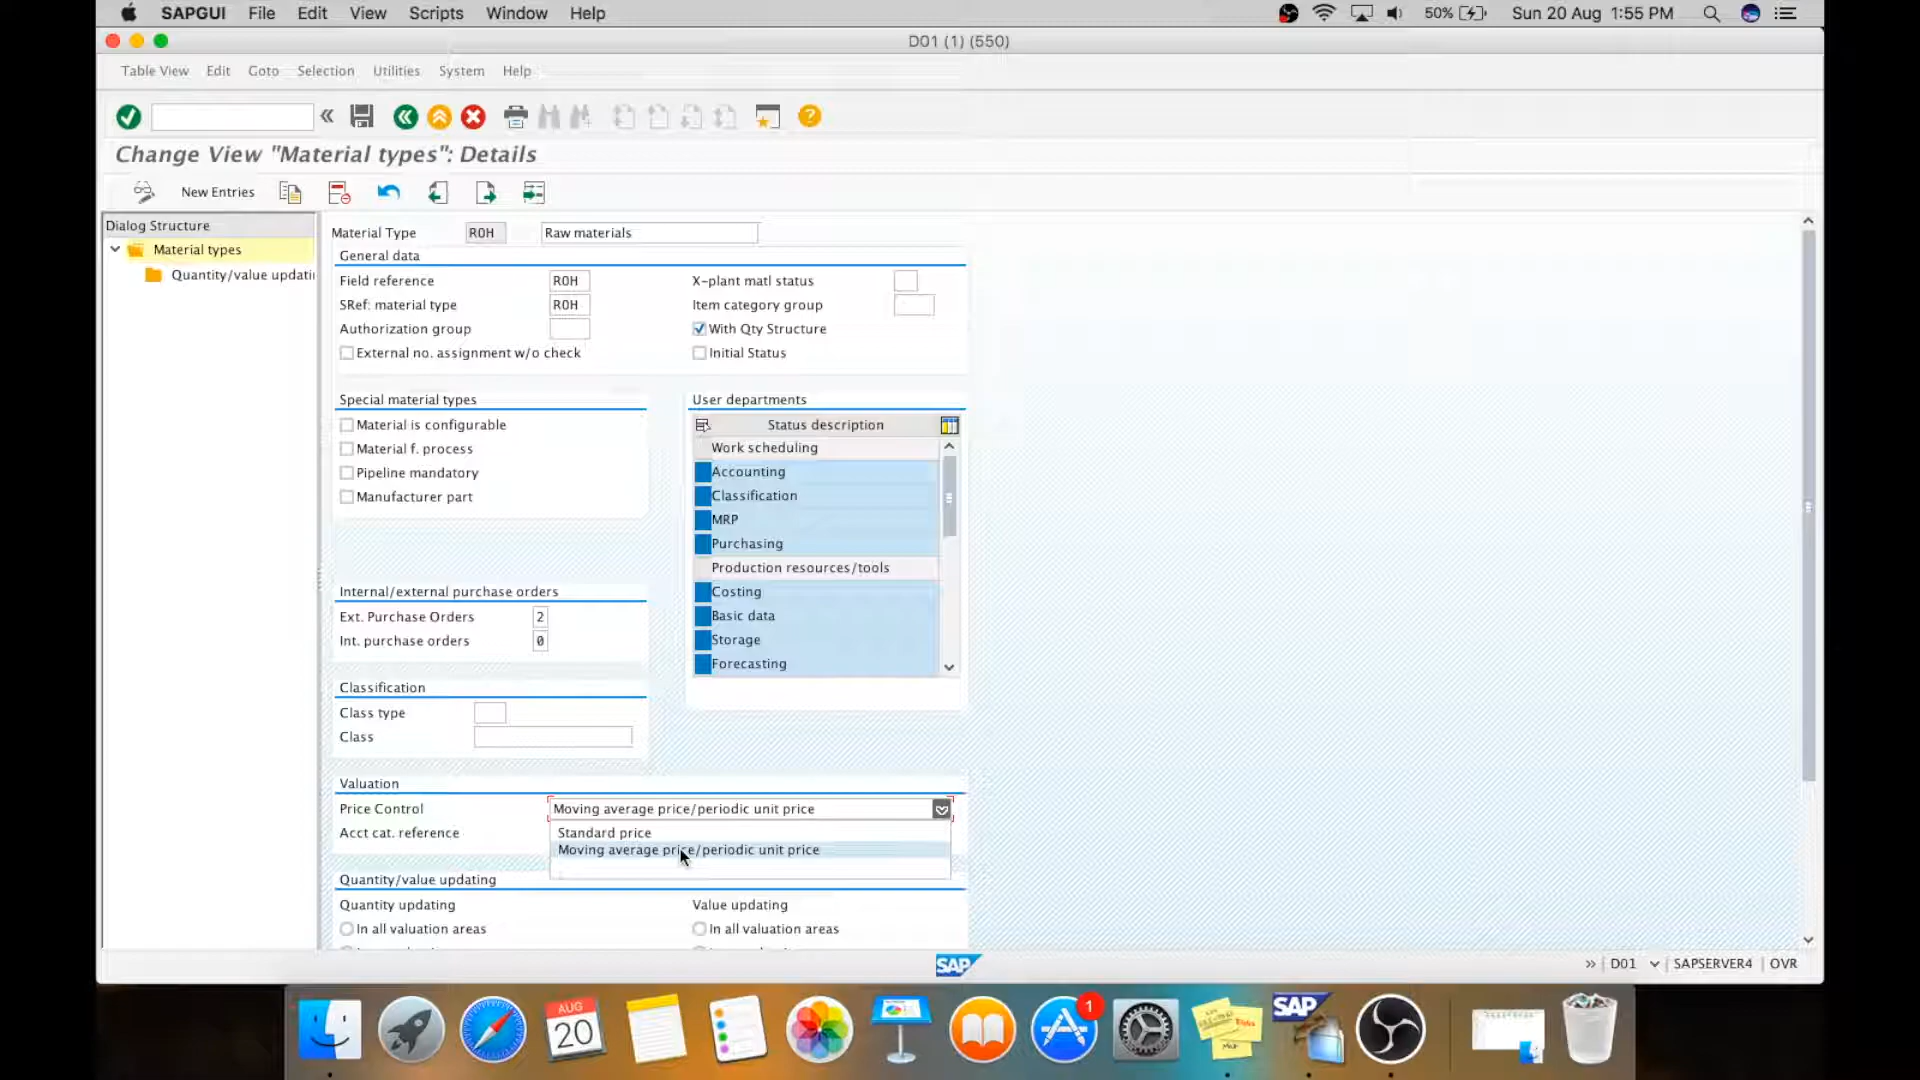 SAPGUI File Edit View Scripts Window Help 50% Sun 20 Aug 1:55 PM
D01 (1) (550)
Table View Edit Goto Selection Utilities System Help
Change View "Material types": Details
New Entries
Dialog Structure
Material types
Quantity/value updati
Material Type ROH Raw materials
General data
Field reference ROH X-plant matl status
SRef: material type ROH Item category group
Authorization group With Qty Structure
External no. assignment w/o check Initial Status
Special material types User departments
Status description
Material is configurable
Material f. process
Pipeline mandatory
Manufacturer part
Work scheduling
Accounting
Classification
MRP
Purchasing
Production resources/tools
Costing
Basic data
Storage
Forecasting
Internal/external purchase orders
Ext. Purchase Orders 2
Int. purchase orders 0
Classification
Class type
Class
Valuation
Price Control Moving average price/periodic unit price
Acct cat. reference
Standard price
Moving average price/periodic unit price
Quantity/value updating
Quantity updating Value updating
In all valuation areas In all valuation areas
SAP
D01 SAPSERVER4 OVR
AUG
20
1
SAP